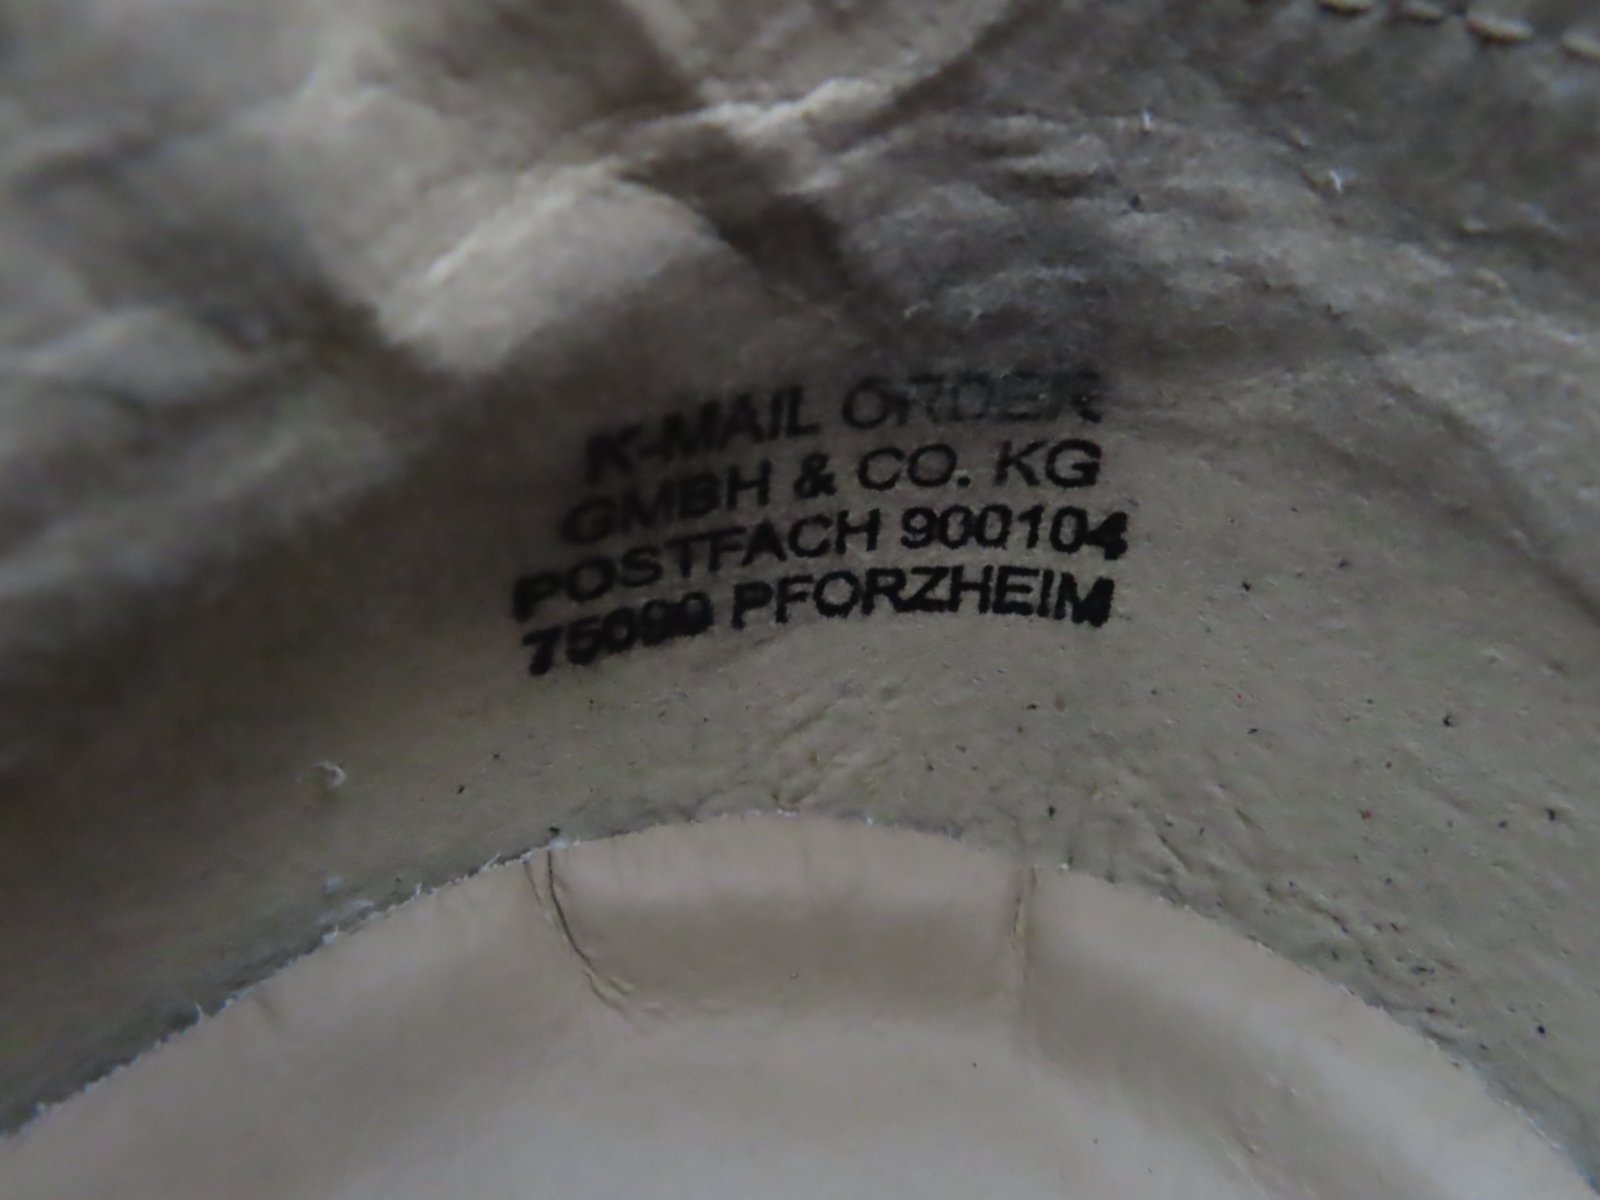 K-MAIL ORDER
GMBH & CO. KG
POSTFACH 900104
75090 PFORZHEIM